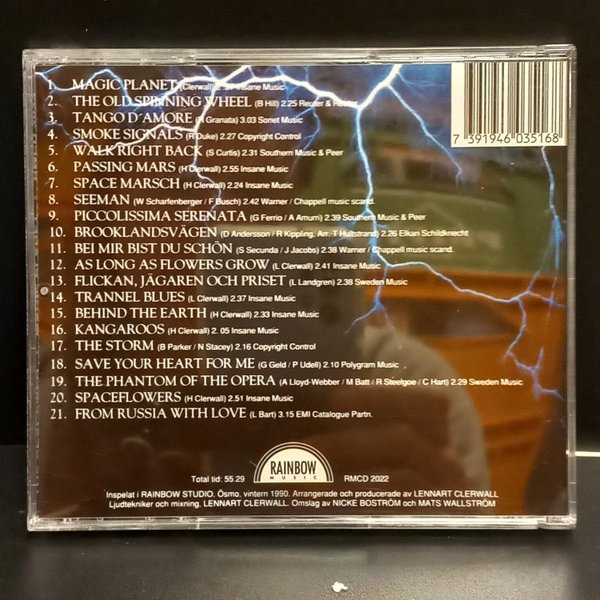 1. MAGIC PLANET (Clerwall) 2.37 Insane Music
2. THE OLD SPINNING WHEEL (B Hill) 2.25 Reuter & Reuter
3. TANGO D´AMORE (R Granata) 3.03 Sonet Music
4. SMOKE SIGNALS (R Duke) 2.27 Copyright Control
5. WALK RIGHT BACK (S Curtis) 2.31 Southern Music & Peer
6. PASSING MARS (H Clerwall) 2.55 Insane Music
7. SPACE MARSCH (H Clerwall) 2.24 Insane Music
8. SEEMAN (W Scharfenberger / F Busch) 2.42 Warner / Chappell music scand.
9. PICCOLISSIMA SERENATA (G Ferrio / A Amurri) 2.39 Southern Music & Peer
10. BROOKLANDSVÄGEN (D Andersson / R Kippling, Arr. T Hultstrand) 2.26 Elkan Schildknecht
11. BEI MIR BIST DU SCHÖN (S Secunda / J Jacobs) 2.38 Warner / Chappell music scand.
12. AS LONG AS FLOWERS GROW (L Clerwall) 2.41 Insane Music
13. FLICKAN, JÄGAREN OCH PRISET (L Landgren) 2.38 Sweden Music
14. TRANNEL BLUES (L Clerwall) 2.37 Insane Music
15. BEHIND THE EARTH (H Clerwall) 2.33 Insane Music
16. KANGAROOS (H Clerwall) 2. 05 Insane Music
17. THE STORM (B Parker / N Stacey) 2.16 Copyright Control
18. SAVE YOUR HEART FOR ME (G Geld / P Udell) 2.10 Polygram Music
19. THE PHANTOM OF THE OPERA (A Lloyd-Webber / M Batt / R Steelgoe / C Hart) 2.29 Sweden Music
20. SPACEFLOWERS (H Clerwall) 2.51 Insane Music
21. FROM RUSSIA WITH LOVE (L Bart) 3.15 EMI Catalogue Partn.
7 391946 035168
Total tid: 55.29
RAINBOW
MUSIC
RMCD 2022
Inspelat i RAINBOW STUDIO, Ösmo, vintern 1990. Arrangerade och producerade av LENNART CLERWALL
Ljudtekniker och mixning, LENNART CLERWALL. Omslag av NICKE BOSTRÖM och MATS WALLSTRÖM